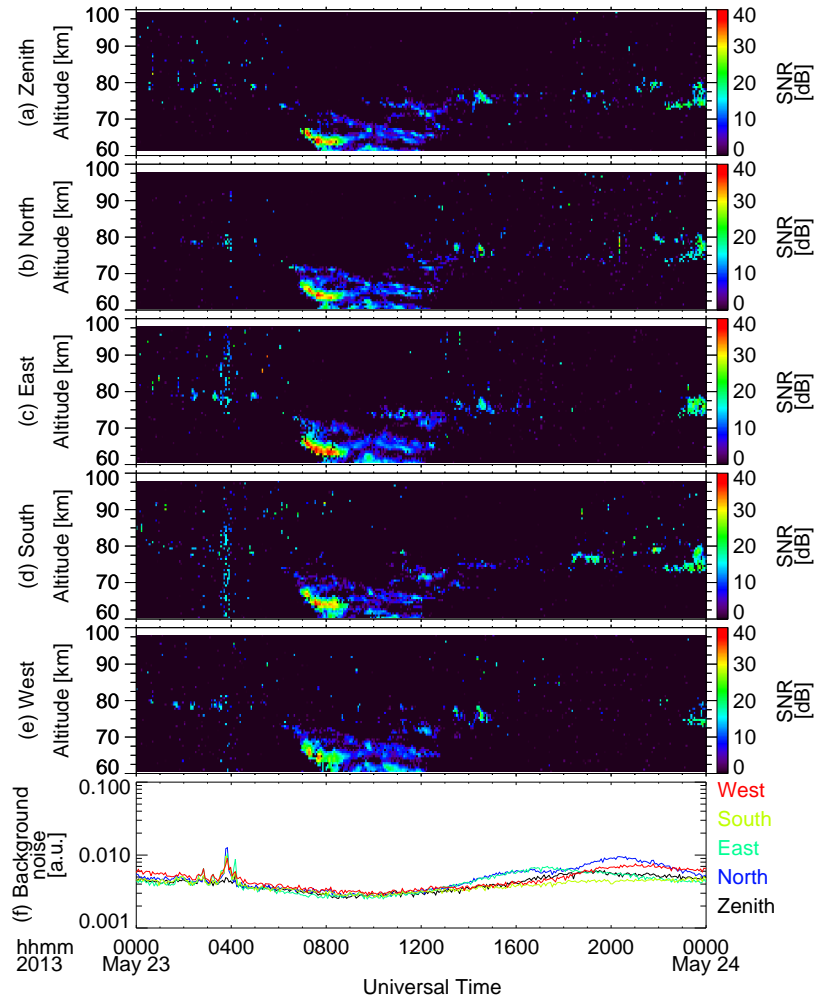 100
90
80
70
60
(a) Zenith
Altitude [km]
40
30
20
10
0
SNR
[dB]
100
90
80
70
60
(b) North
Altitude [km]
40
30
20
10
0
SNR
[dB]
100
90
80
70
60
(c) East
Altitude [km]
40
30
20
10
0
SNR
[dB]
100
90
80
70
60
(d) South
Altitude [km]
40
30
20
10
0
SNR
[dB]
100
90
80
70
60
(e) West
Altitude [km]
40
30
20
10
0
SNR
[dB]
0.100
0.010
0.001
(f) Background
noise
[a.u.]
West
South
East
North
Zenith
hhmm 0000 0400 0800 1200 1600 2000 0000
2013 May 23 May 24
Universal Time